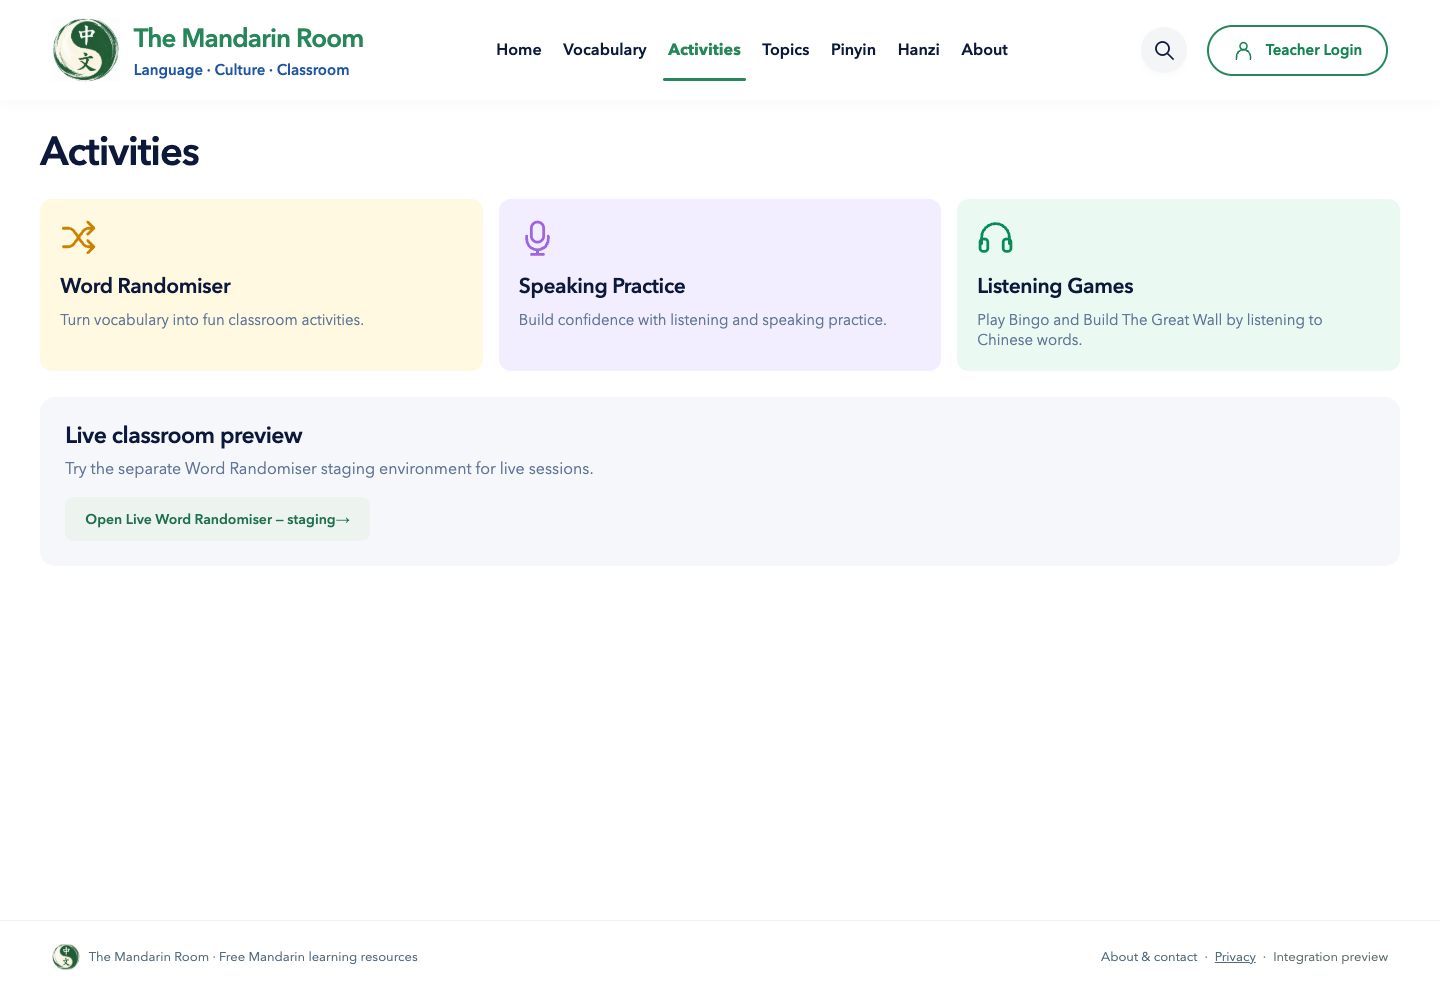 中
文
The Mandarin Room
Language · Culture · Classroom
Home Vocabulary Activities Topics Pinyin Hanzi About
Teacher Login
Activities
Word Randomiser
Turn vocabulary into fun classroom activities.
Speaking Practice
Build confidence with listening and speaking practice.
Listening Games
Play Bingo and Build The Great Wall by listening to
Chinese words.
Live classroom preview
Try the separate Word Randomiser staging environment for live sessions.
Open Live Word Randomiser – staging→
中
文
The Mandarin Room · Free Mandarin learning resources
About & contact · Privacy · Integration preview